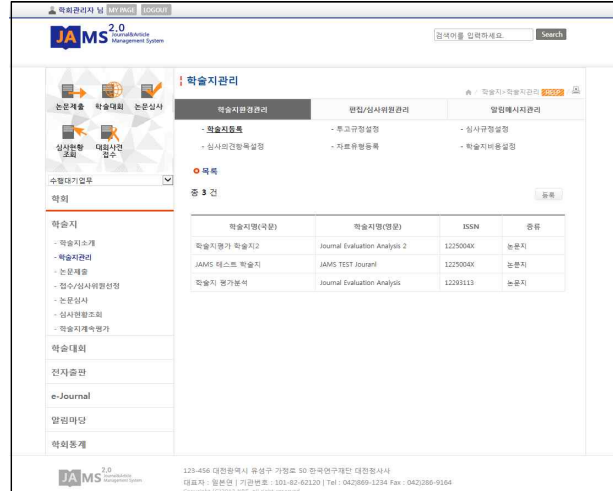 학회관리자 님 MY PAGE LOGOUT
JAMS 2.0 Journal&Article Management System
검색어를 입력하세요. Search
논문제출 학술대회 논문심사
심사현황조회 대회사전접수
수행대기업무
학회
학술지
- 학술지소개
- 학술지관리
- 논문제출
- 접수/심사위원선정
- 논문심사
- 심사현황조회
- 학술지계속평가
학술대회
전자출판
e-Journal
알림마당
학회통계
학술지관리
학술지>학술지관리 HELP
학술지환경관리 편집/심사위원관리 알림메시지관리
- 학술지등록 - 투고규정설정 - 심사규정설정
- 심사의견항목설정 - 자료유형등록 - 학술지비용설정
목록
총 3 건 등록
학술지명(국문) 학술지명(영문) ISSN 종류
학술지평가 학술지2 Journal Evaluation Analysis 2 1225004X 논문지
JAMS 테스트 학술지 JAMS TEST Jouranl 1225004X 논문지
학술지 평가분석 Journal Evaluation Analysis 12293113 논문지
JAMS 2.0 Journal&Article Management System
125-456 대전광역시 유성구 가정로 50 한국연구재단 대전청사사
대표자 : 일본면 | 기관번호 : 101-82-62120 | Tel : 042)869-1234 Fax : 042)286-9164